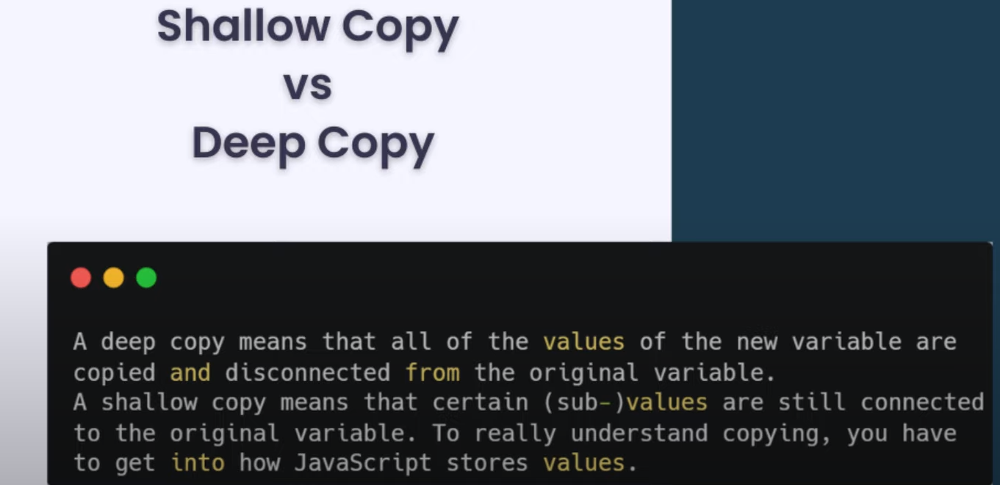 Shallow Copy
vs
Deep Copy
A deep copy means that all of the values of the new variable are
copied and disconnected from the original variable.
A shallow copy means that certain (sub-)values are still connected
to the original variable. To really understand copying, you have
to get into how JavaScript stores values.